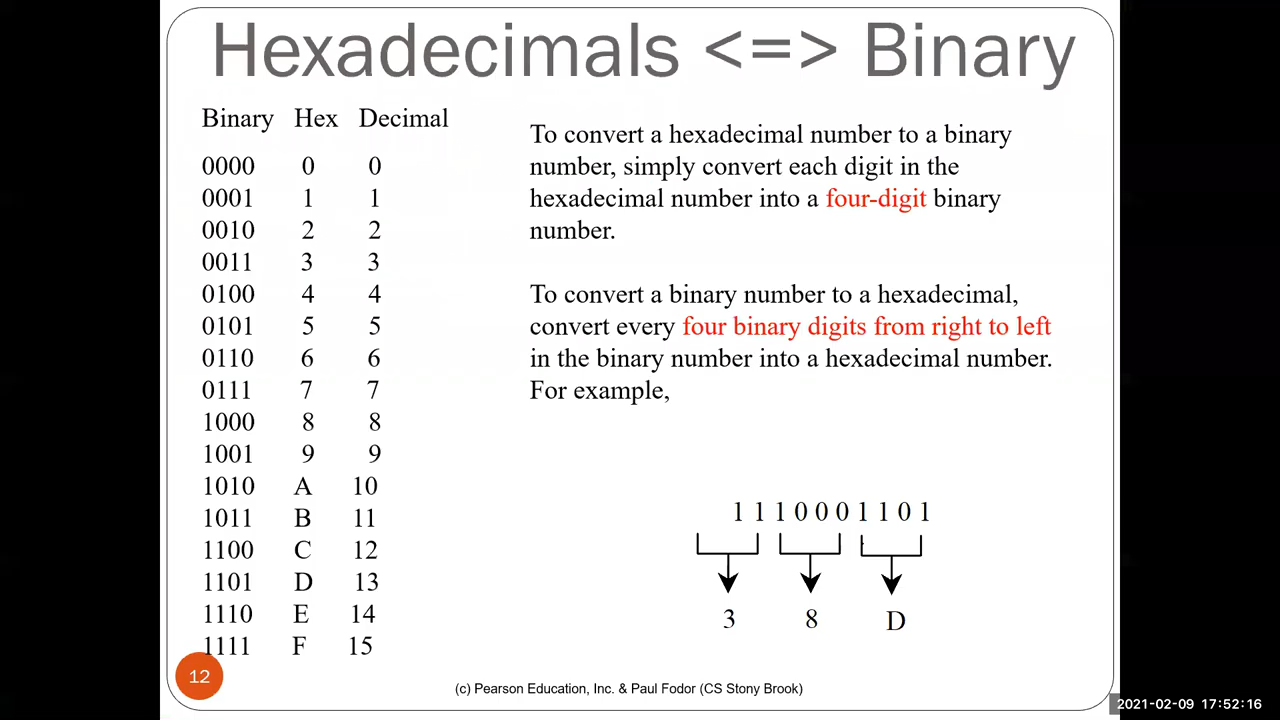 Hexadecimals <=> Binary
Binary Hex Decimal
0000 0 0
0001 1 1
0010 2 2
0011 3 3
0100 4 4
0101 5 5
0110 6 6
0111 7 7
1000 8 8
1001 9 9
1010 A 10
1011 B 11
1100 C 12
1101 D 13
1110 E 14
1111 F 15
To convert a hexadecimal number to a binary
number, simply convert each digit in the
hexadecimal number into a four-digit binary
number.
To convert a binary number to a hexadecimal,
convert every four binary digits from right to left
in the binary number into a hexadecimal number.
For example,
1 1 1 0 0 0 1 1 0 1
3 8 D
12
(c) Pearson Education, Inc. & Paul Fodor (CS Stony Brook)
2021-02-09 17:52:16